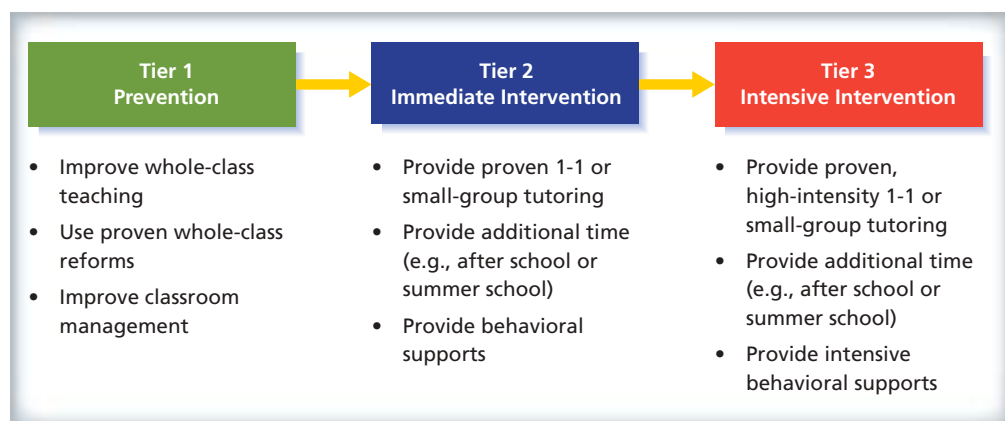 Tier 1
Prevention
Tier 2
Immediate Intervention
Tier 3
Intensive Intervention
• Improve whole-class
teaching
• Use proven whole-class
reforms
• Improve classroom
management
• Provide proven 1-1 or
small-group tutoring
• Provide additional time
(e.g., after school or
summer school)
• Provide behavioral
supports
• Provide proven,
high-intensity 1-1 or
small-group tutoring
• Provide additional time
(e.g., after school or
summer school)
• Provide intensive
behavioral supports